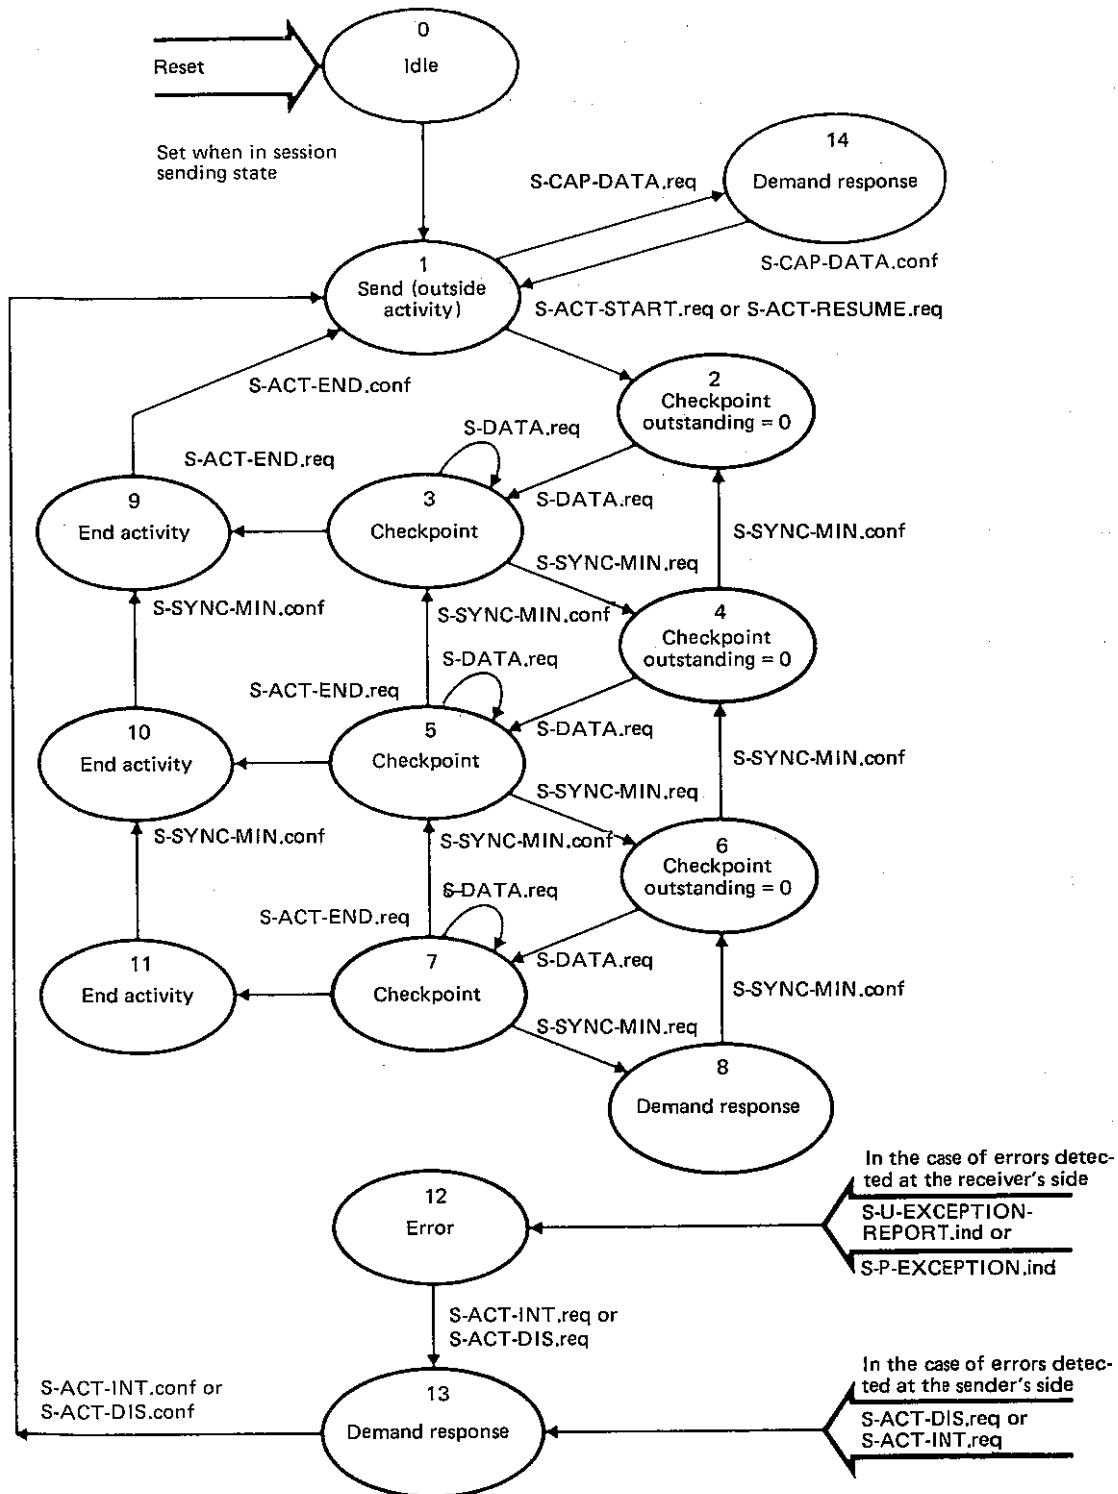 0
Idle
Reset
Set when in session
sending state
14
Demand response
S-CAP-DATA.req
S-CAP-DATA.conf
1
Send (outside
activity)
S-ACT-START.req or S-ACT-RESUME.req
S-ACT-END.conf
2
Checkpoint
outstanding = 0
S-DATA.req
S-ACT-END.req
9
End activity
3
Checkpoint
S-DATA.req
S-SYNC-MIN.conf
S-SYNC-MIN.req
S-SYNC-MIN.conf
S-SYNC-MIN.conf
4
Checkpoint
outstanding = 0
S-DATA.req
S-ACT-END.req
10
End activity
5
Checkpoint
S-DATA.req
S-SYNC-MIN.conf
S-SYNC-MIN.req
S-SYNC-MIN.conf
S-SYNC-MIN.conf
6
Checkpoint
outstanding = 0
S-DATA.req
S-ACT-END.req
11
End activity
7
Checkpoint
S-DATA.req
S-SYNC-MIN.conf
S-SYNC-MIN.req
8
Demand response
In the case of errors detec-
ted at the receiver's side
S-U-EXCEPTION-
REPORT.ind or
S-P-EXCEPTION.ind
12
Error
S-ACT-INT.req or
S-ACT-DIS.req
In the case of errors detec-
ted at the sender's side
S-ACT-DIS.req or
S-ACT-INT.req
S-ACT-INT.conf or
S-ACT-DIS.conf
13
Demand response